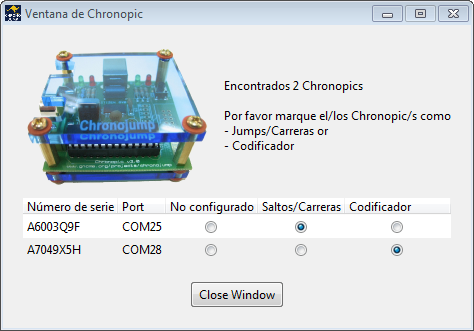 Ventana de Chronopic
Encontrados 2 Chronopics
Por favor marque el/los Chronopic/s como
- Jumps/Carreras or
- Codificador
Chronojump
Chronopic v3.0
Número de serie Port No configurado Saltos/Carreras Codificador
A6003Q9F COM25
A7049X5H COM28
Close Window